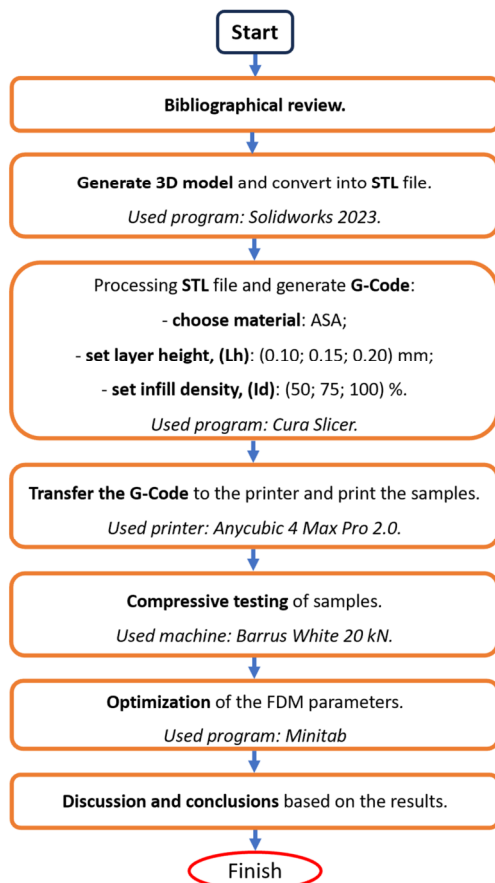 Start
Bibliographical review.
Generate 3D model and convert into STL file.
Used program: Solidworks 2023.
Processing STL file and generate G-Code:
- choose material: ASA;
- set layer height, (Lh): (0.10; 0.15; 0.20) mm;
- set infill density, (Id): (50; 75; 100) %.
Used program: Cura Slicer.
Transfer the G-Code to the printer and print the samples.
Used printer: Anycubic 4 Max Pro 2.0.
Compressive testing of samples.
Used machine: Barrus White 20 kN.
Optimization of the FDM parameters.
Used program: Minitab
Discussion and conclusions based on the results.
Finish